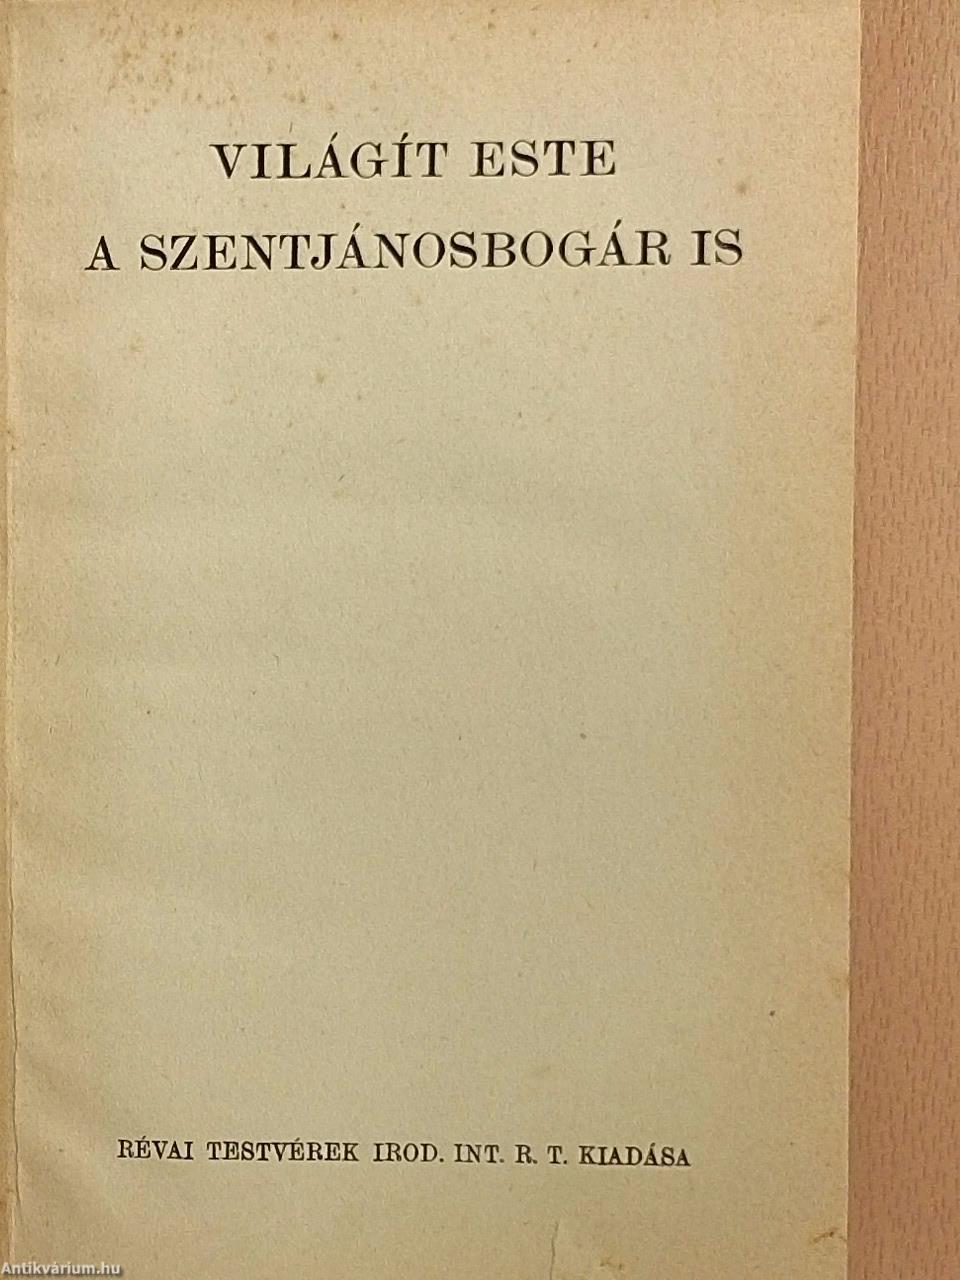 VILÁGÍT ESTE
A SZENTJÁNOSBOGÁR IS
RÉVAI TESTVÉREK IROD. INT. R. T. KIADÁSA
Antikvárium.hu